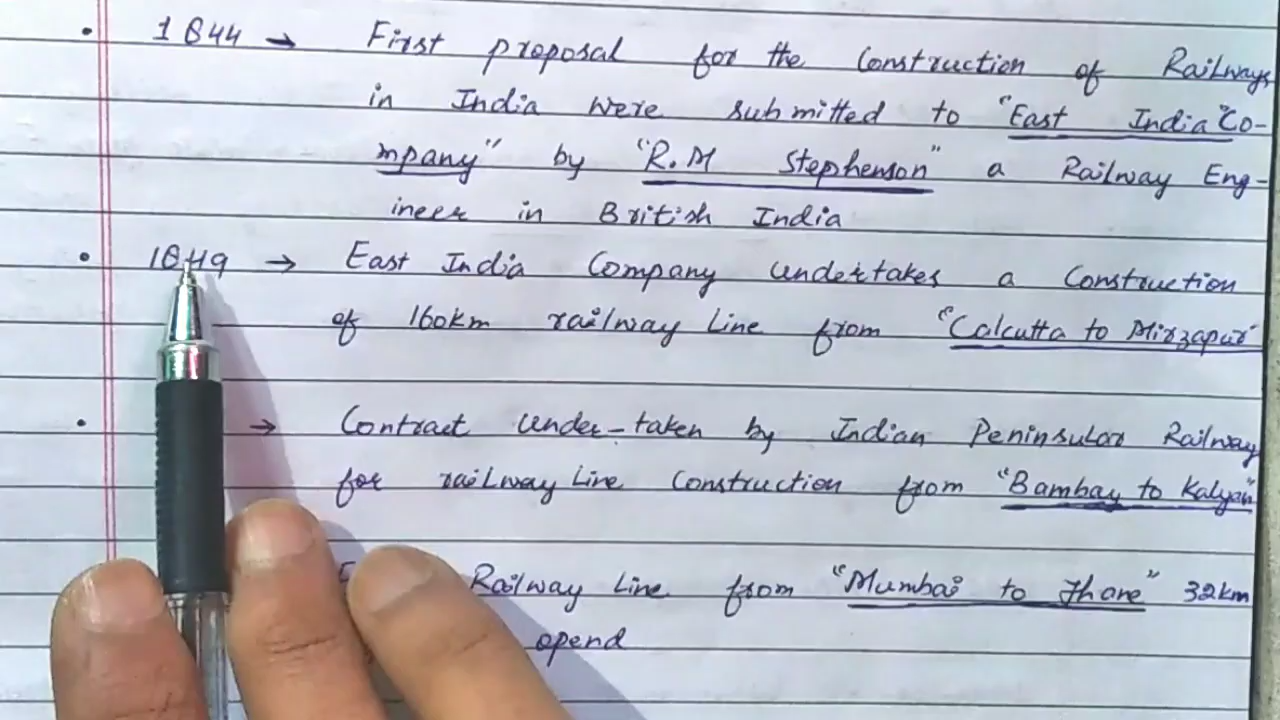 • 1844 → First proposal for the Construction of Railways
in India were submitted to "East India "Co-
mpany" by "R.M Stephenson" a Railway Eng-
ineer in British India
• 1849 → East India Company undertakes a Construction
of 160km railway Line from "Calcutta to Mirzapur"
• → Contract under-taken by Indian Peninsular Railway
for railway Line Construction from "Bambay to Kalyan"
Railway Line from "Mumbai to Thane" 32km
opend